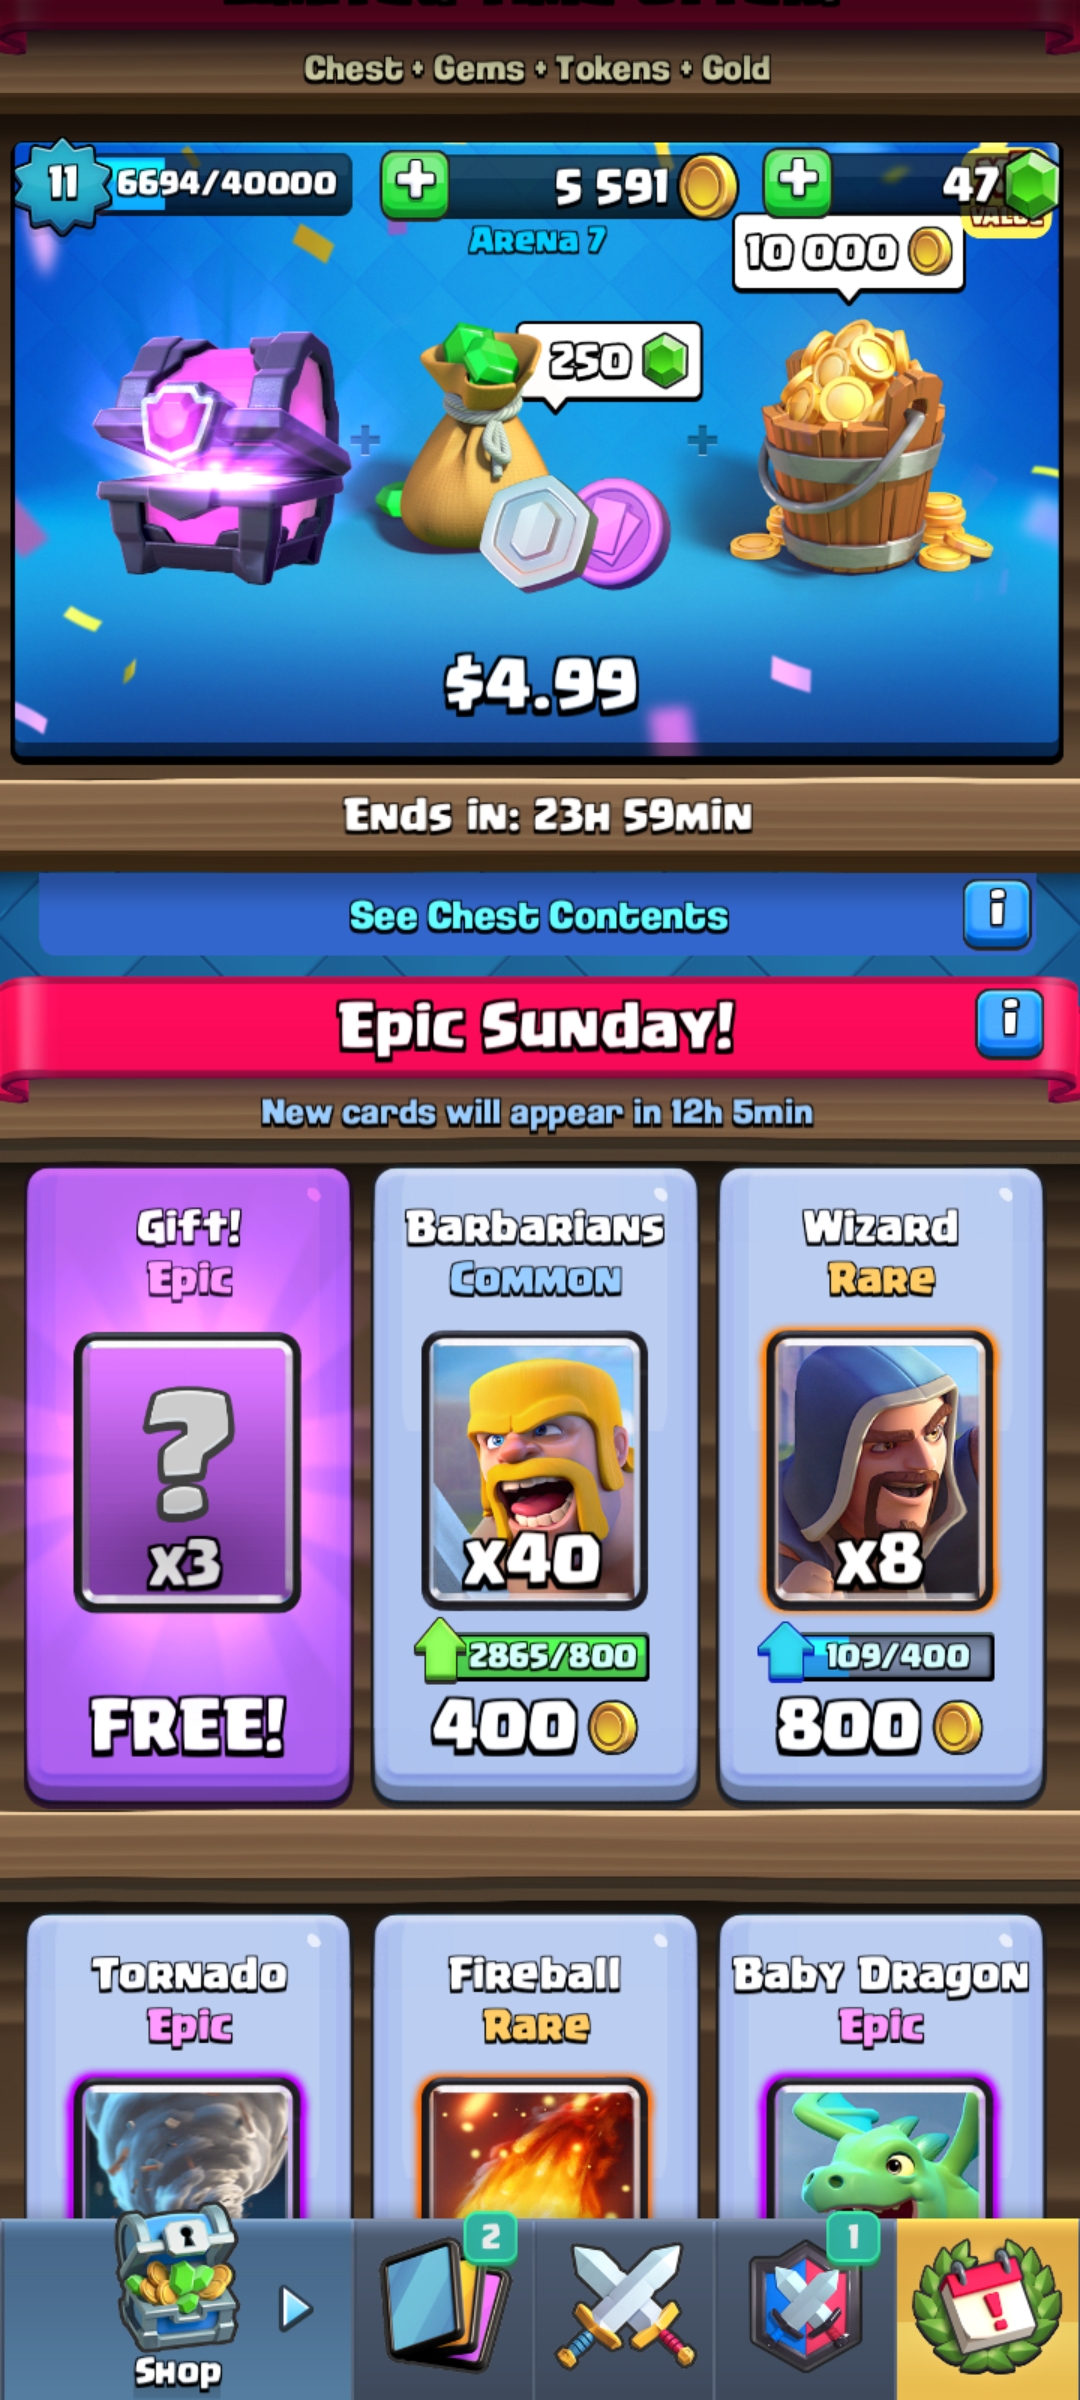 Chest + Gems + Tokens + Gold
11 6694/40000 5 591 47
VALUE
Arena 7
10 000
250
$4.99
Ends in: 23h 59min
See Chest Contents i
Epic Sunday! i
New cards will appear in 12h 5min
Gift! Barbarians Wizard
Epic Common Rare
?
x3 x40 x8
2865/800 109/400
FREE! 400 800
Tornado Fireball Baby Dragon
Epic Rare Epic
2 1
!
Shop